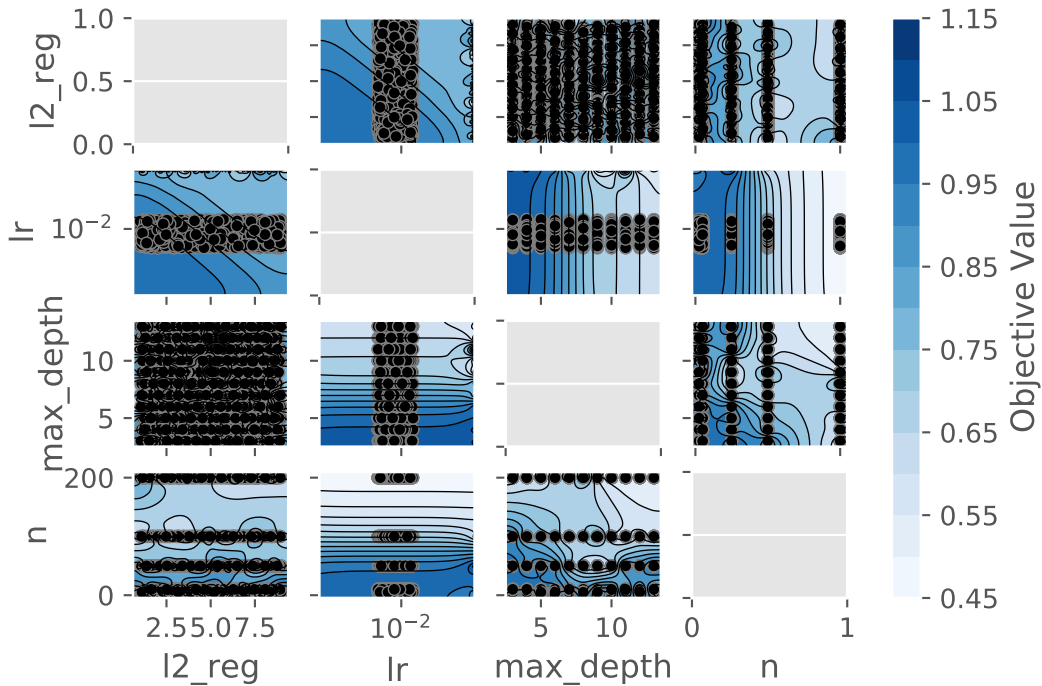 1.0
0.5
0.0
l2_reg
10⁻²
lr
10
5
max_depth
200
100
0
n
2.55.07.5
l2_reg
10⁻²
lr
5 10
max_depth
0 1
n
1.15
1.05
0.95
0.85
0.75
0.65
0.55
0.45
Objective Value